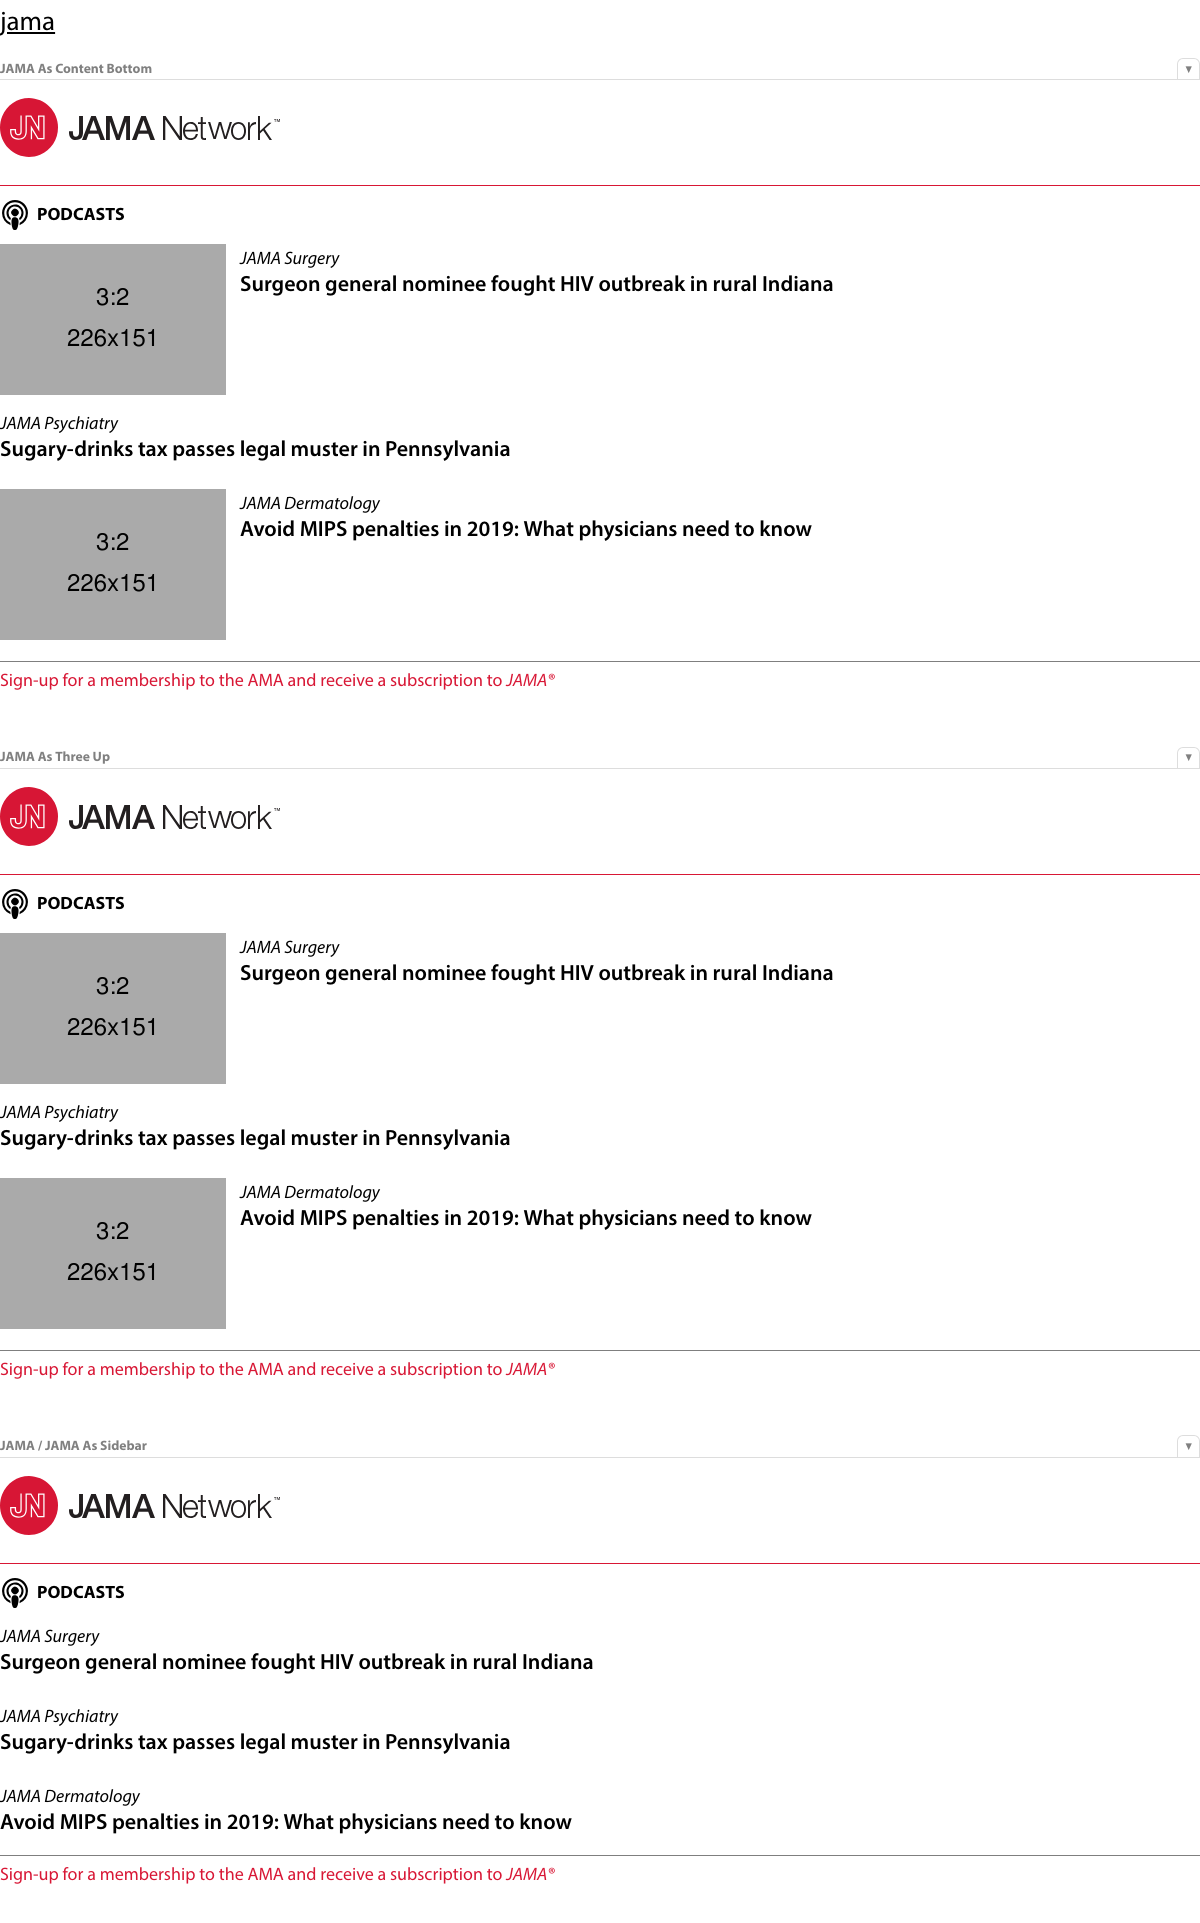 jama
JAMA As Content Bottom
▼
JN JAMA Network™
PODCASTS
3:2
226x151
JAMA Surgery
Surgeon general nominee fought HIV outbreak in rural Indiana
JAMA Psychiatry
Sugary-drinks tax passes legal muster in Pennsylvania
3:2
226x151
JAMA Dermatology
Avoid MIPS penalties in 2019: What physicians need to know
Sign-up for a membership to the AMA and receive a subscription to JAMA®
JAMA As Three Up
▼
JN JAMA Network™
PODCASTS
3:2
226x151
JAMA Surgery
Surgeon general nominee fought HIV outbreak in rural Indiana
JAMA Psychiatry
Sugary-drinks tax passes legal muster in Pennsylvania
3:2
226x151
JAMA Dermatology
Avoid MIPS penalties in 2019: What physicians need to know
Sign-up for a membership to the AMA and receive a subscription to JAMA®
JAMA / JAMA As Sidebar
▼
JN JAMA Network™
PODCASTS
JAMA Surgery
Surgeon general nominee fought HIV outbreak in rural Indiana
JAMA Psychiatry
Sugary-drinks tax passes legal muster in Pennsylvania
JAMA Dermatology
Avoid MIPS penalties in 2019: What physicians need to know
Sign-up for a membership to the AMA and receive a subscription to JAMA®